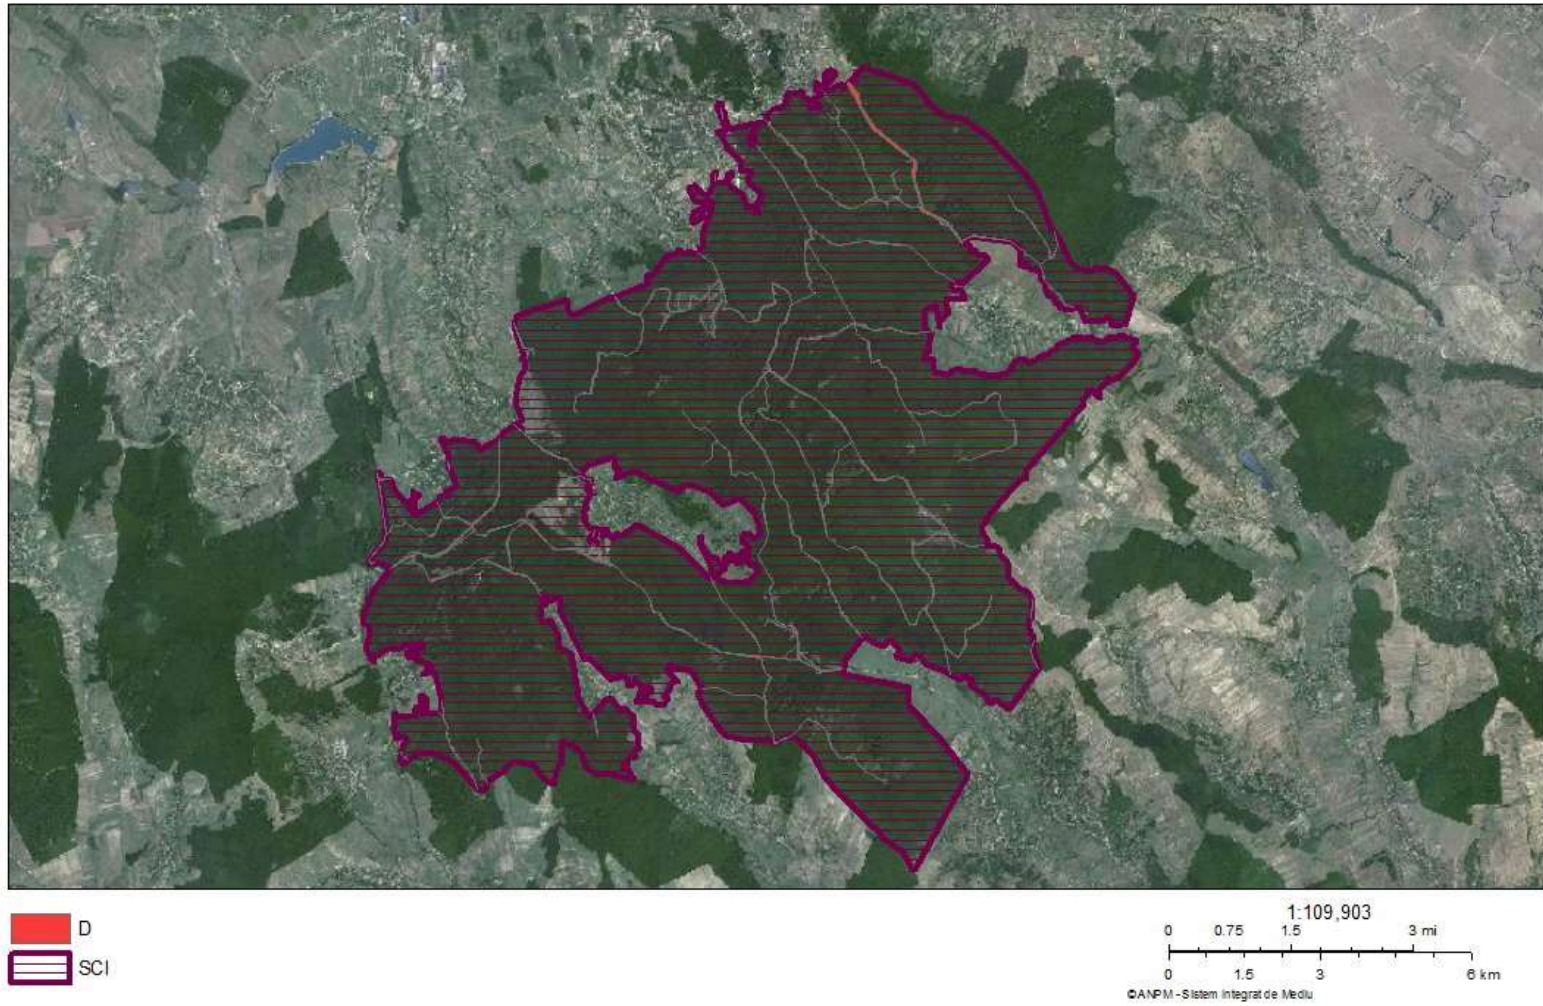 D
SCI
1:109,903
0 0.75 1.5 3 mi
0 1.5 3 6 km
©ANPM - Sistem Integrat de Mediu